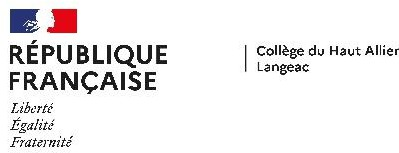 RÉPUBLIQUE
FRANÇAISE
Liberté
Égalité
Fraternité
Collège du Haut Allier
Langeac